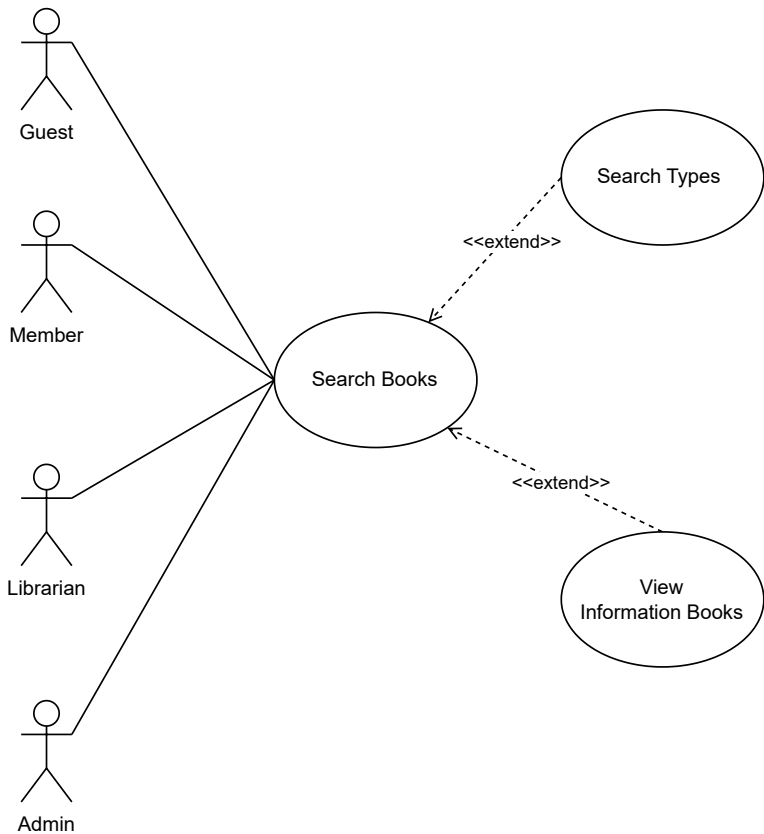 Guest
Search Types
<<extend>>
Member
Search Books
<<extend>>
Librarian
View
Information Books
Admin